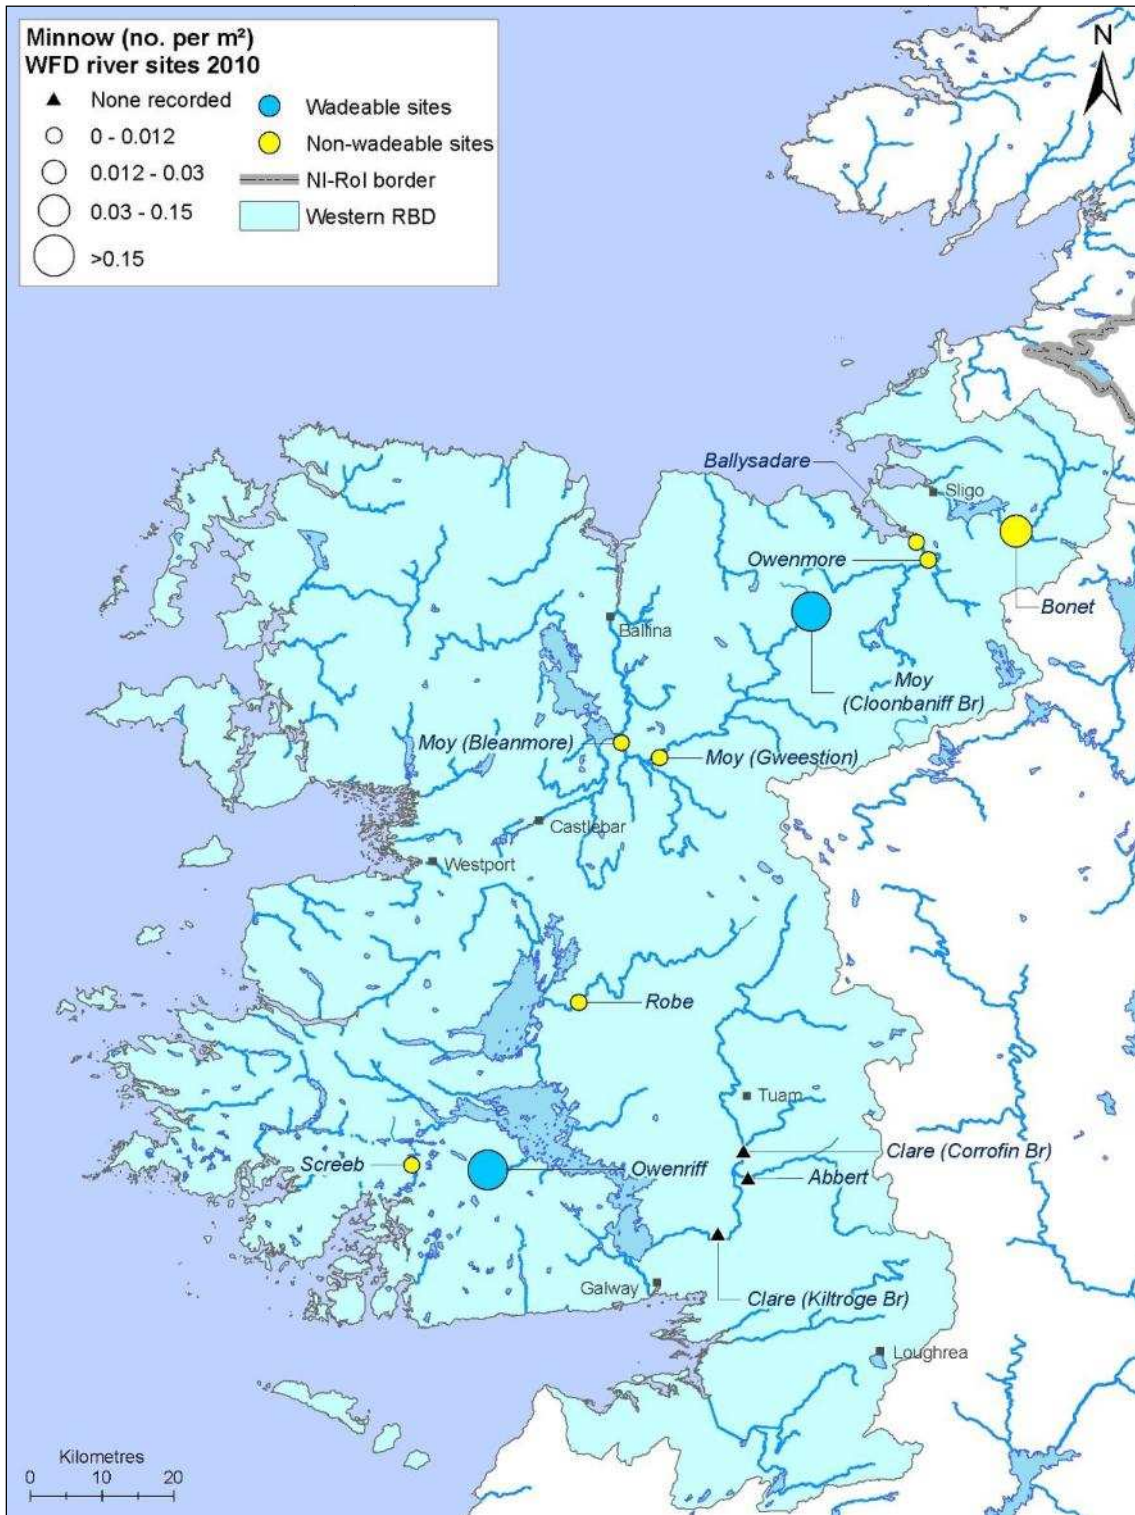 Minnow (no. per m²)
WFD river sites 2010
None recorded
0 - 0.012
0.012 - 0.03
0.03 - 0.15
>0.15
Wadeable sites
Non-wadeable sites
NI-RoI border
Western RBD
N
Ballysadare
Sligo
Owenmore
Bonet
Ballina
Moy
(Cloonbaniff Br)
Moy (Bleanmore)
Moy (Gweestion)
Castlebar
Westport
Robe
Tuam
Clare (Corrofin Br)
Screeb
Owenriff
Abbert
Galway
Clare (Kiltroge Br)
Loughrea
Kilometres
0 10 20